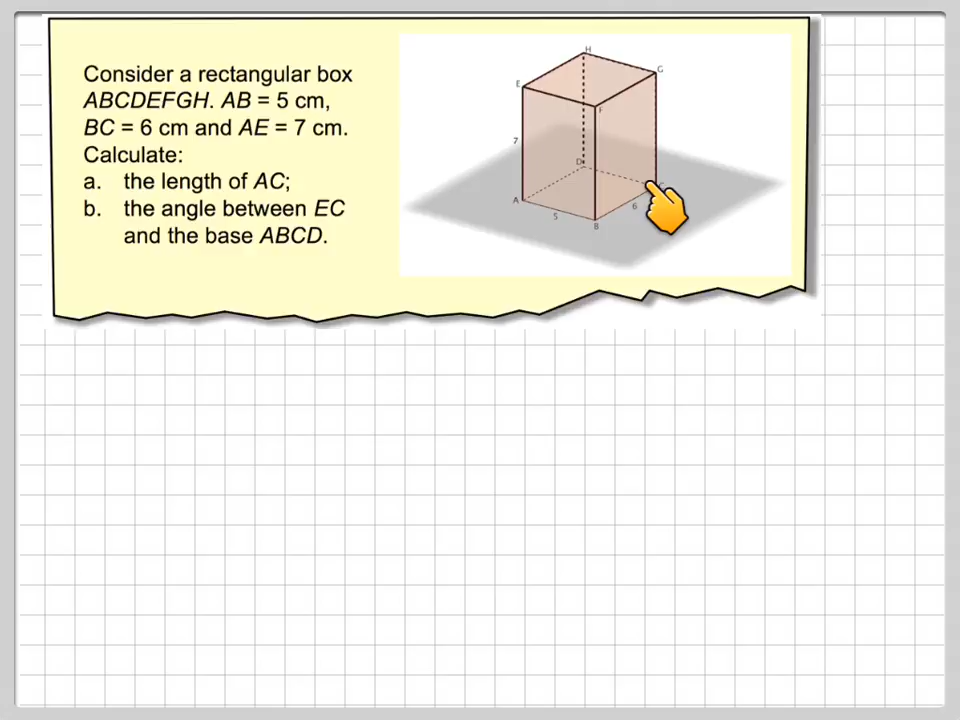 Consider a rectangular box
ABCDEFGH. AB = 5 cm,
BC = 6 cm and AE = 7 cm.
Calculate:
a. the length of AC;
b. the angle between EC
and the base ABCD.
H
G
E
F
7
D
A
6
5
B